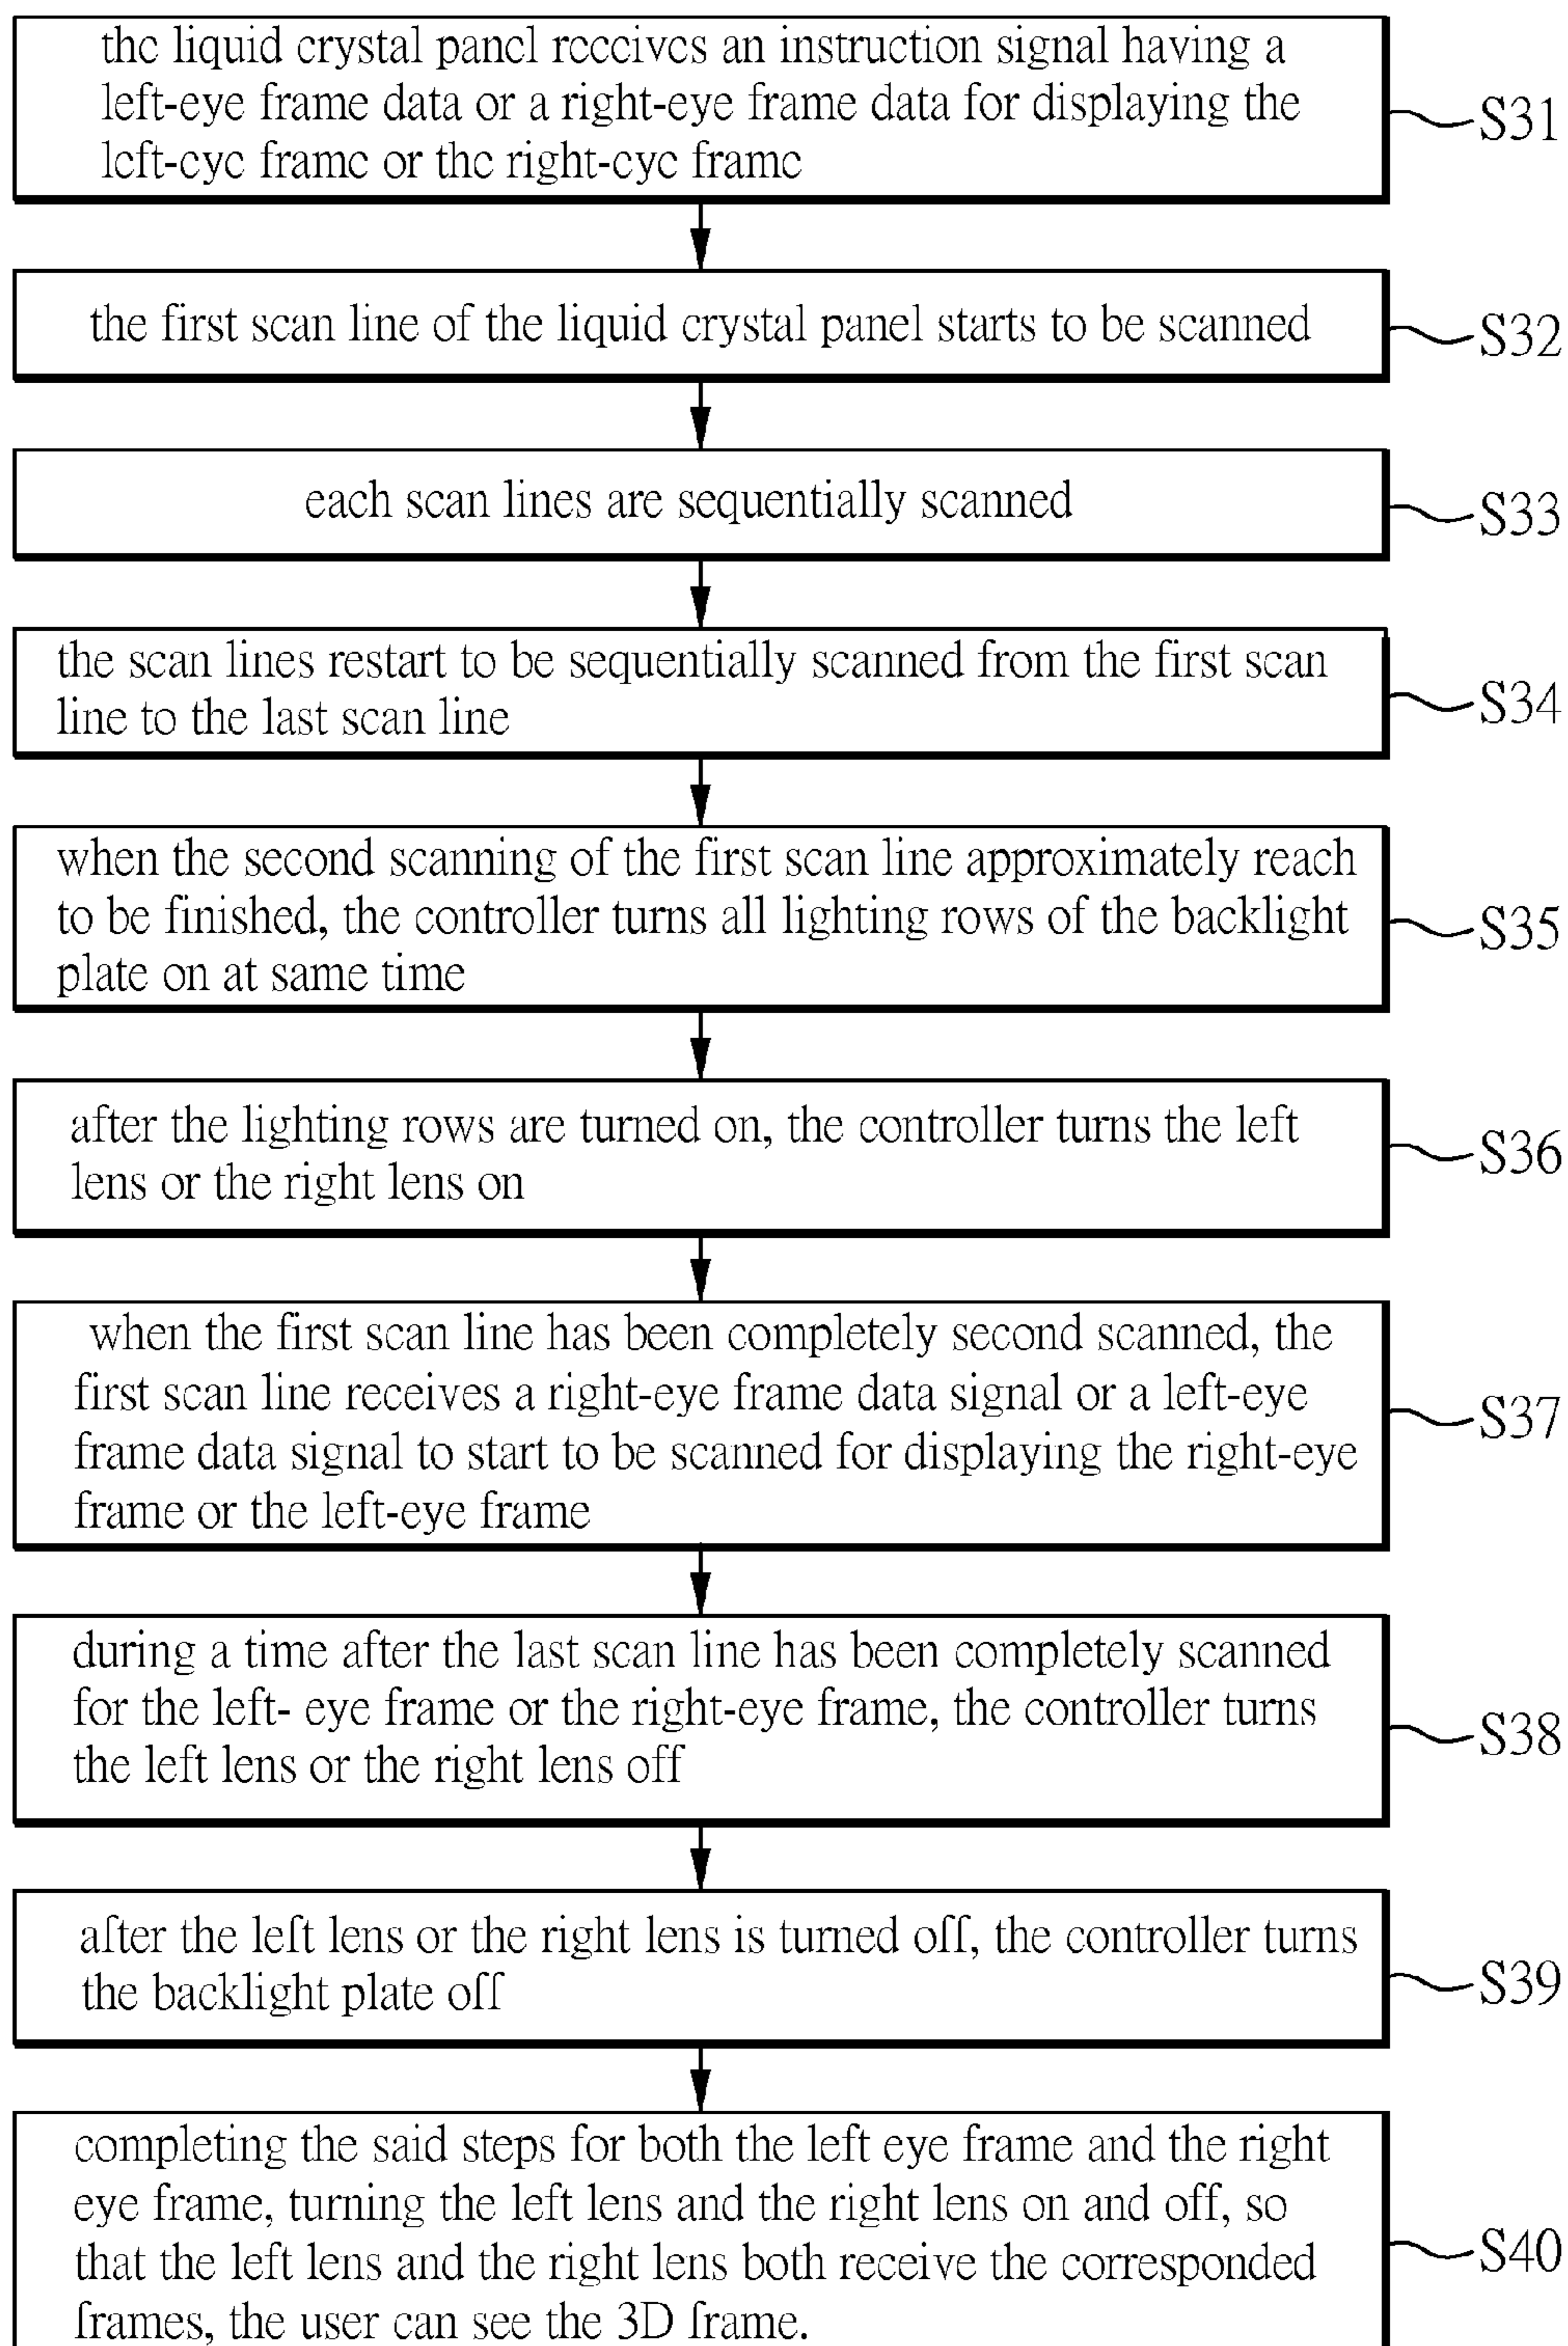 the liquid crystal panel receives an instruction signal having a
left-eye frame data or a right-eye frame data for displaying the
left-eye frame or the right-eye frame
S31
the first scan line of the liquid crystal panel starts to be scanned
S32
each scan lines are sequentially scanned
S33
the scan lines restart to be sequentially scanned from the first scan
line to the last scan line
S34
when the second scanning of the first scan line approximately reach
to be finished, the controller turns all lighting rows of the backlight
plate on at same time
S35
after the lighting rows are turned on, the controller turns the left
lens or the right lens on
S36
when the first scan line has been completely second scanned, the
first scan line receives a right-eye frame data signal or a left-eye
frame data signal to start to be scanned for displaying the right-eye
frame or the left-eye frame
S37
during a time after the last scan line has been completely scanned
for the left- eye frame or the right-eye frame, the controller turns
the left lens or the right lens off
S38
after the left lens or the right lens is turned off, the controller turns
the backlight plate off
S39
completing the said steps for both the left eye frame and the right
eye frame, turning the left lens and the right lens on and off, so
that the left lens and the right lens both receive the corresponded
frames, the user can see the 3D frame.
S40